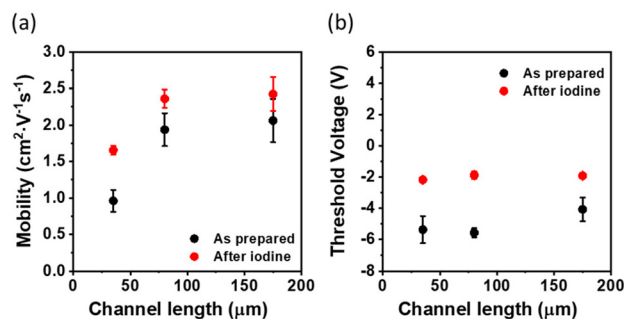 (a)
Mobility (cm²·V⁻¹s⁻¹)
3.0
2.5
2.0
1.5
1.0
0.5
0.0
0
50
100
150
200
Channel length (μm)
As prepared
After iodine
(b)
Threshold Voltage (V)
6
4
2
0
-2
-4
-6
-8
0
50
100
150
200
Channel length (μm)
As prepared
After iodine